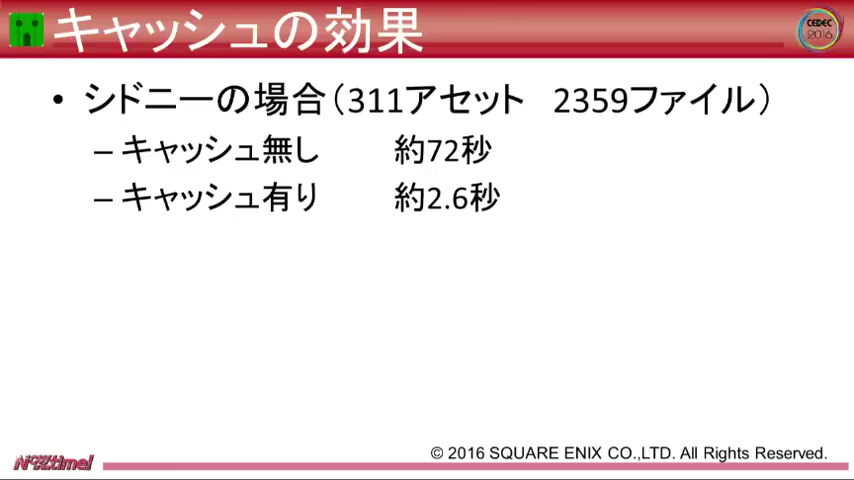 キャッシュの効果
CEDEC
2016
• シドニーの場合（311アセット　2359ファイル）
– キャッシュ無し　　約72秒
– キャッシュ有り　　約2.6秒
© 2016 SQUARE ENIX CO.,LTD. All Rights Reserved.